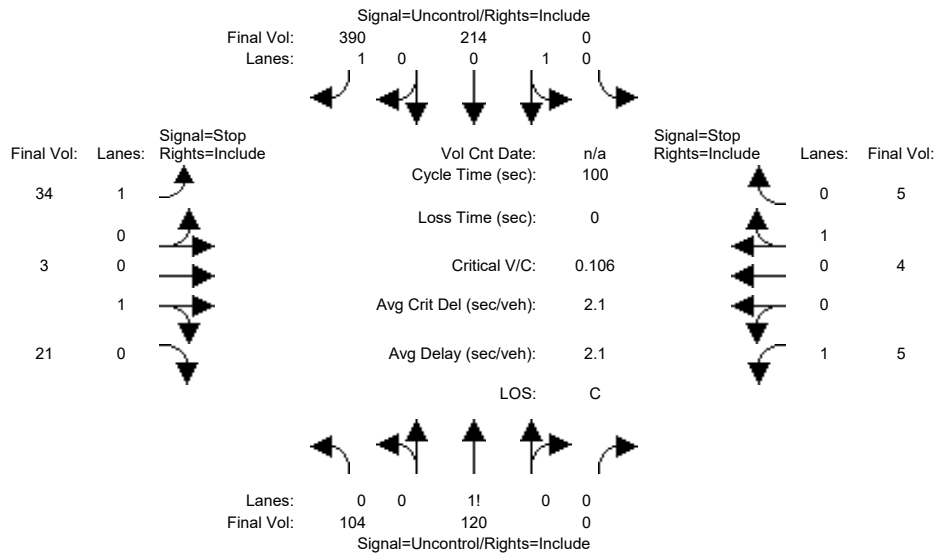 Signal=Uncontrol/Rights=Include
Final Vol: 390 214 0
Lanes: 1 0 0 1 0
Signal=Stop Signal=Stop
Final Vol: Lanes: Rights=Include Vol Cnt Date: n/a Rights=Include Lanes: Final Vol:
Cycle Time (sec): 100
34 1 0 5
Loss Time (sec): 0
0 1
3 0 Critical V/C: 0.106 0 4
1 Avg Crit Del (sec/veh): 2.1 0
21 0 Avg Delay (sec/veh): 2.1 1 5
LOS: C
Lanes: 0 0 1! 0 0
Final Vol: 104 120 0
Signal=Uncontrol/Rights=Include